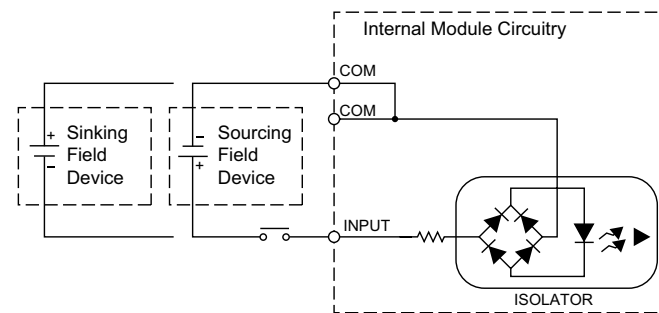 Internal Module Circuitry
COM
COM
+ Sinking
Field
− Device
− Sourcing
Field
+ Device
INPUT
ISOLATOR